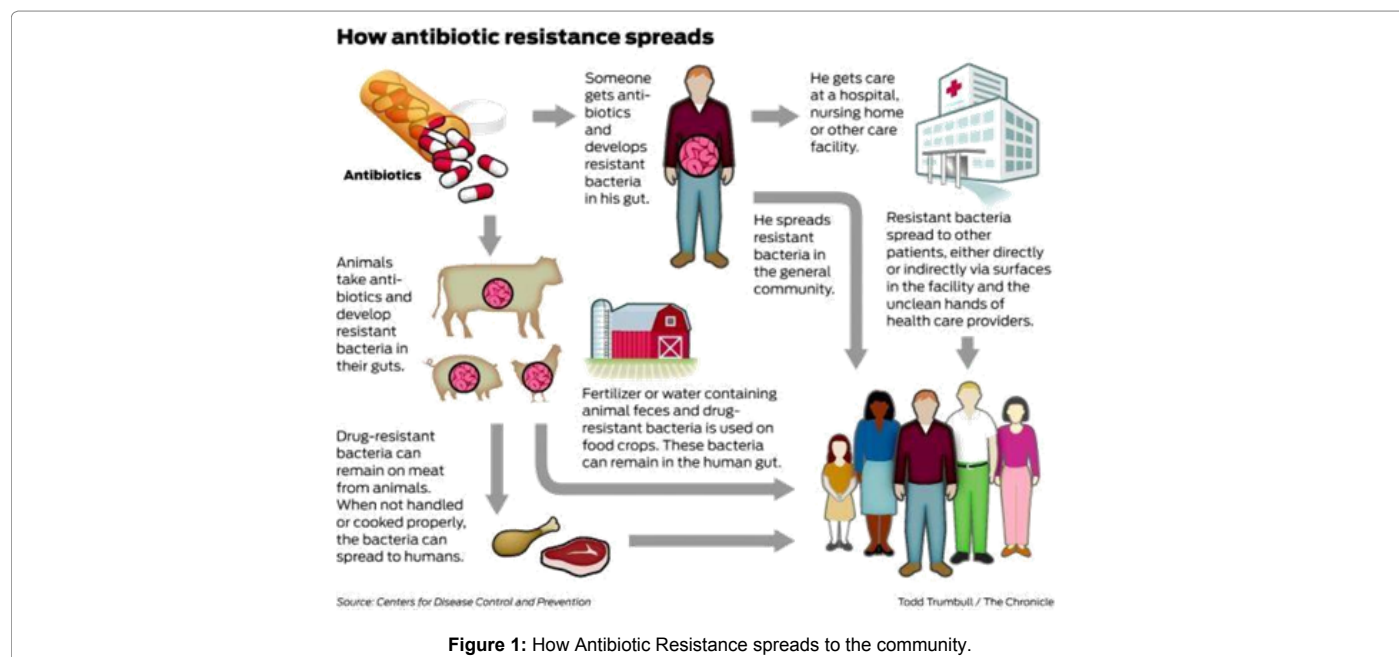 How antibiotic resistance spreads
Antibiotics
Someone
gets anti-
biotics
and
develops
resistant
bacteria
in his gut.
He gets care
at a hospital,
nursing home
or other care
facility.
He spreads
resistant
bacteria in
the general
community.
Resistant bacteria
spread to other
patients, either directly
or indirectly via surfaces
in the facility and the
unclean hands of
health care providers.
Animals
take anti-
biotics and
develop
resistant
bacteria in
their guts.
Fertilizer or water containing
animal feces and drug-
resistant bacteria is used on
food crops. These bacteria
can remain in the human gut.
Drug-resistant
bacteria can
remain on meat
from animals.
When not handled
or cooked properly,
the bacteria can
spread to humans.
Source: Centers for Disease Control and Prevention
Todd Trumbull / The Chronicle
Figure 1: How Antibiotic Resistance spreads to the community.